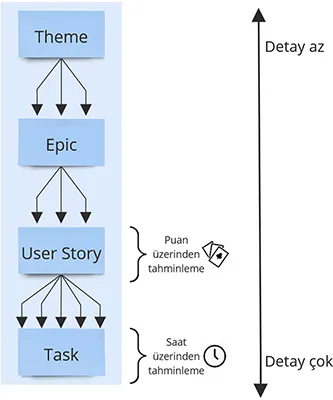 Theme
Detay az
Epic
User Story
Puan
üzerinden
tahminleme
Task
Saat
üzerinden
tahminleme
Detay çok